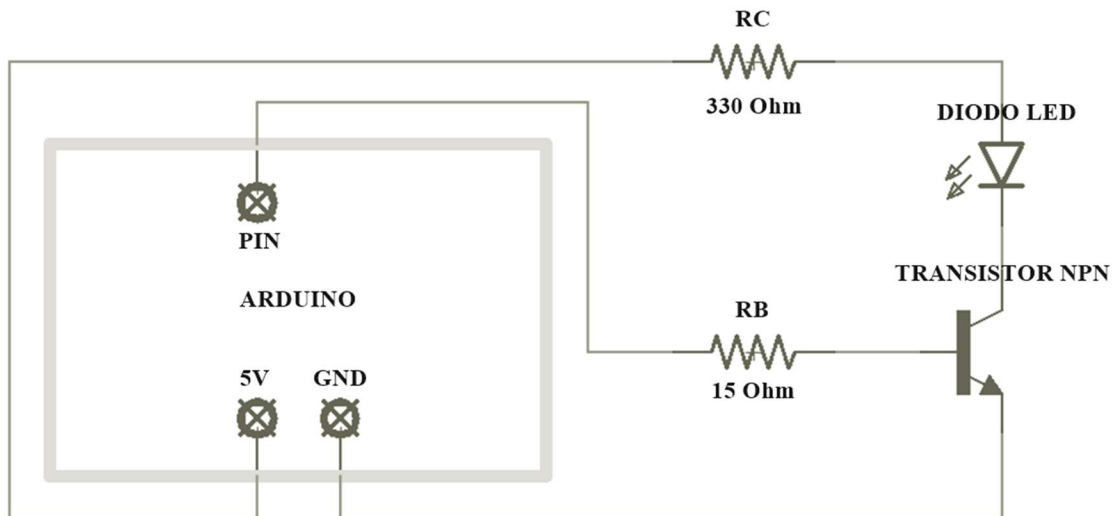 RC
330 Ohm
DIODO LED
PIN
TRANSISTOR NPN
ARDUINO
RB
5V
GND
15 Ohm